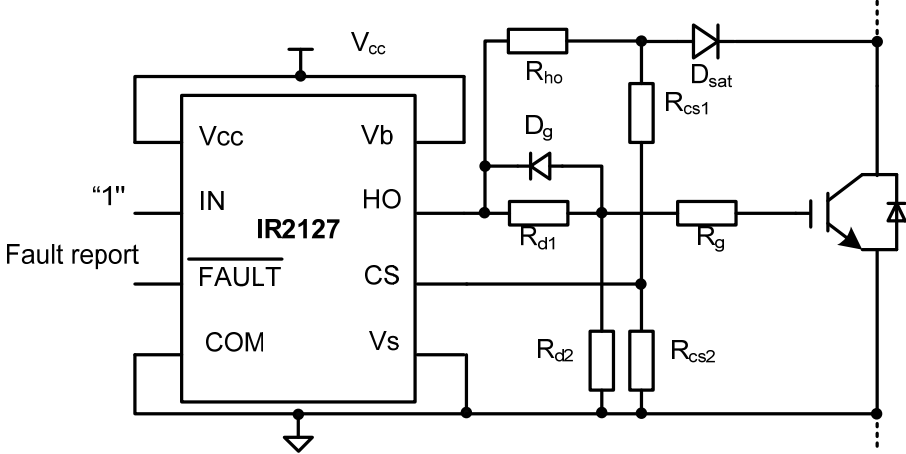 Vcc
Rho
Dsat
Rcs1
Dg
Vcc
Vb
“1"
IN
HO
IR2127
Rd1
Rg
Fault report
FAULT
CS
COM
Vs
Rd2
Rcs2